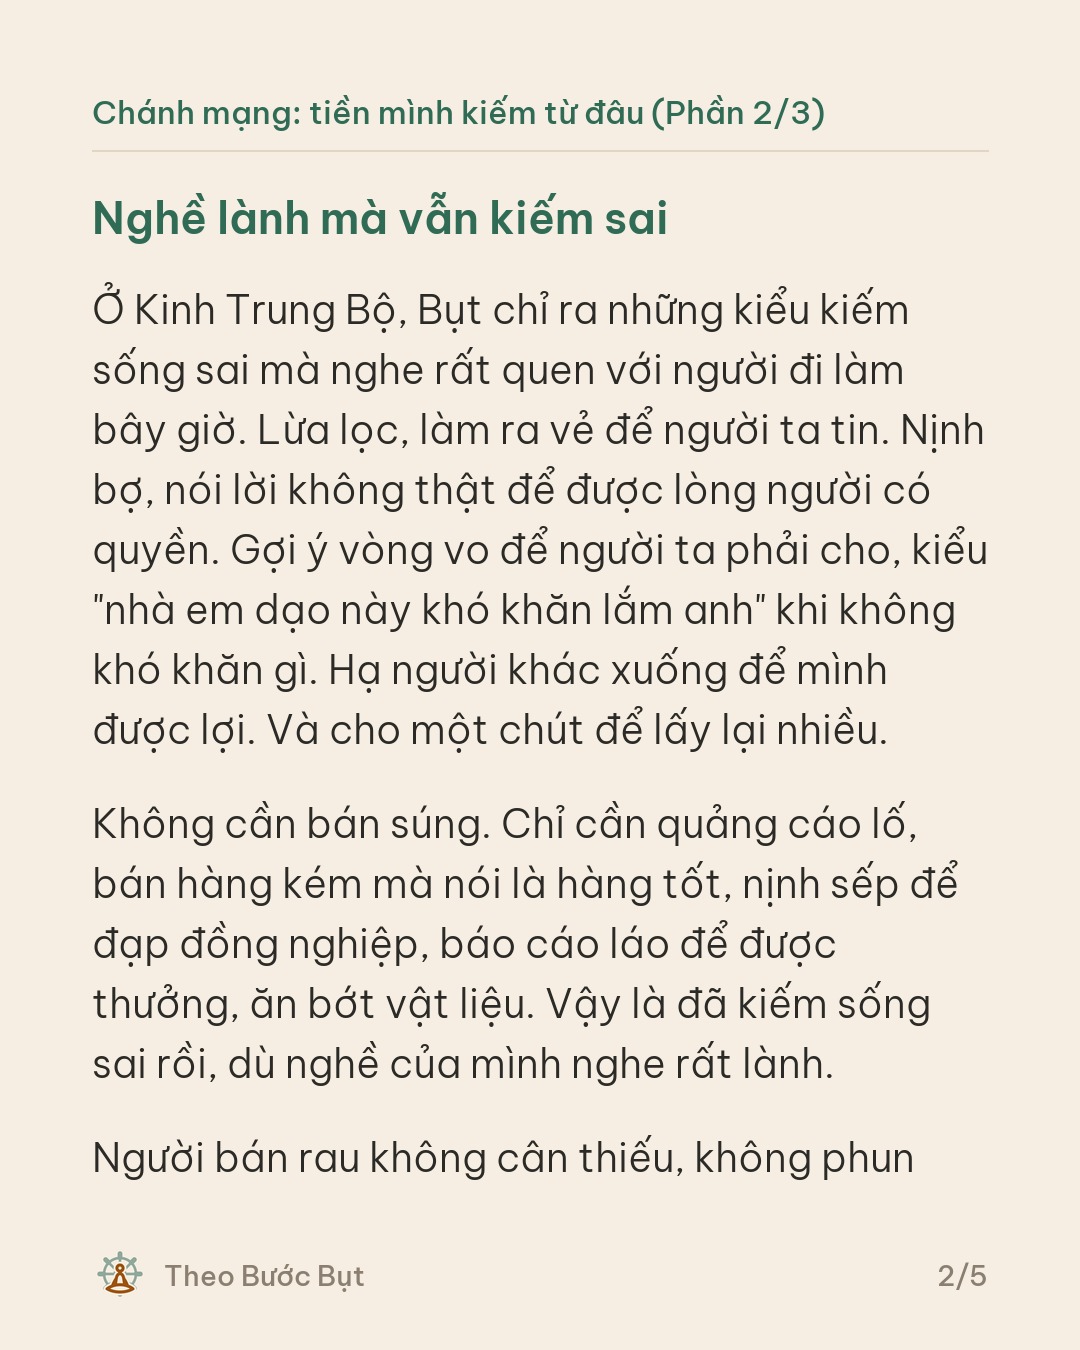 Chánh mạng: tiền mình kiếm từ đâu (Phần 2/3)
Nghề lành mà vẫn kiếm sai
Ở Kinh Trung Bộ, Bụt chỉ ra những kiểu kiếm
sống sai mà nghe rất quen với người đi làm
bây giờ. Lừa lọc, làm ra vẻ để người ta tin. Nịnh
bợ, nói lời không thật để được lòng người có
quyền. Gợi ý vòng vo để người ta phải cho, kiểu
"nhà em dạo này khó khăn lắm anh" khi không
khó khăn gì. Hạ người khác xuống để mình
được lợi. Và cho một chút để lấy lại nhiều.
Không cần bán súng. Chỉ cần quảng cáo lố,
bán hàng kém mà nói là hàng tốt, nịnh sếp để
đạp đồng nghiệp, báo cáo láo để được
thưởng, ăn bớt vật liệu. Vậy là đã kiếm sống
sai rồi, dù nghề của mình nghe rất lành.
Người bán rau không cân thiếu, không phun
Theo Bước Bụt
2/5